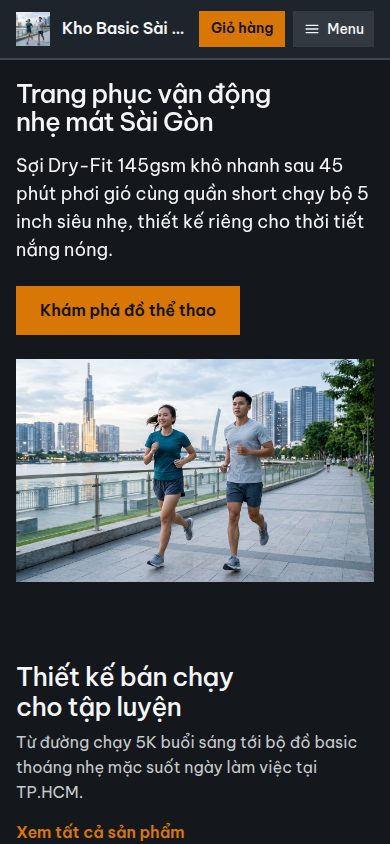 Kho Basic Sài ...
Giỏ hàng
Menu
Trang phục vận động
nhẹ mát Sài Gòn
Sợi Dry-Fit 145gsm khô nhanh sau 45
phút phơi gió cùng quần short chạy bộ 5
inch siêu nhẹ, thiết kế riêng cho thời tiết
nắng nóng.
Khám phá đồ thể thao
Thiết kế bán chạy
cho tập luyện
Từ đường chạy 5K buổi sáng tới bộ đồ basic
thoáng nhẹ mặc suốt ngày làm việc tại
TP.HCM.
Xem tất cả sản phẩm